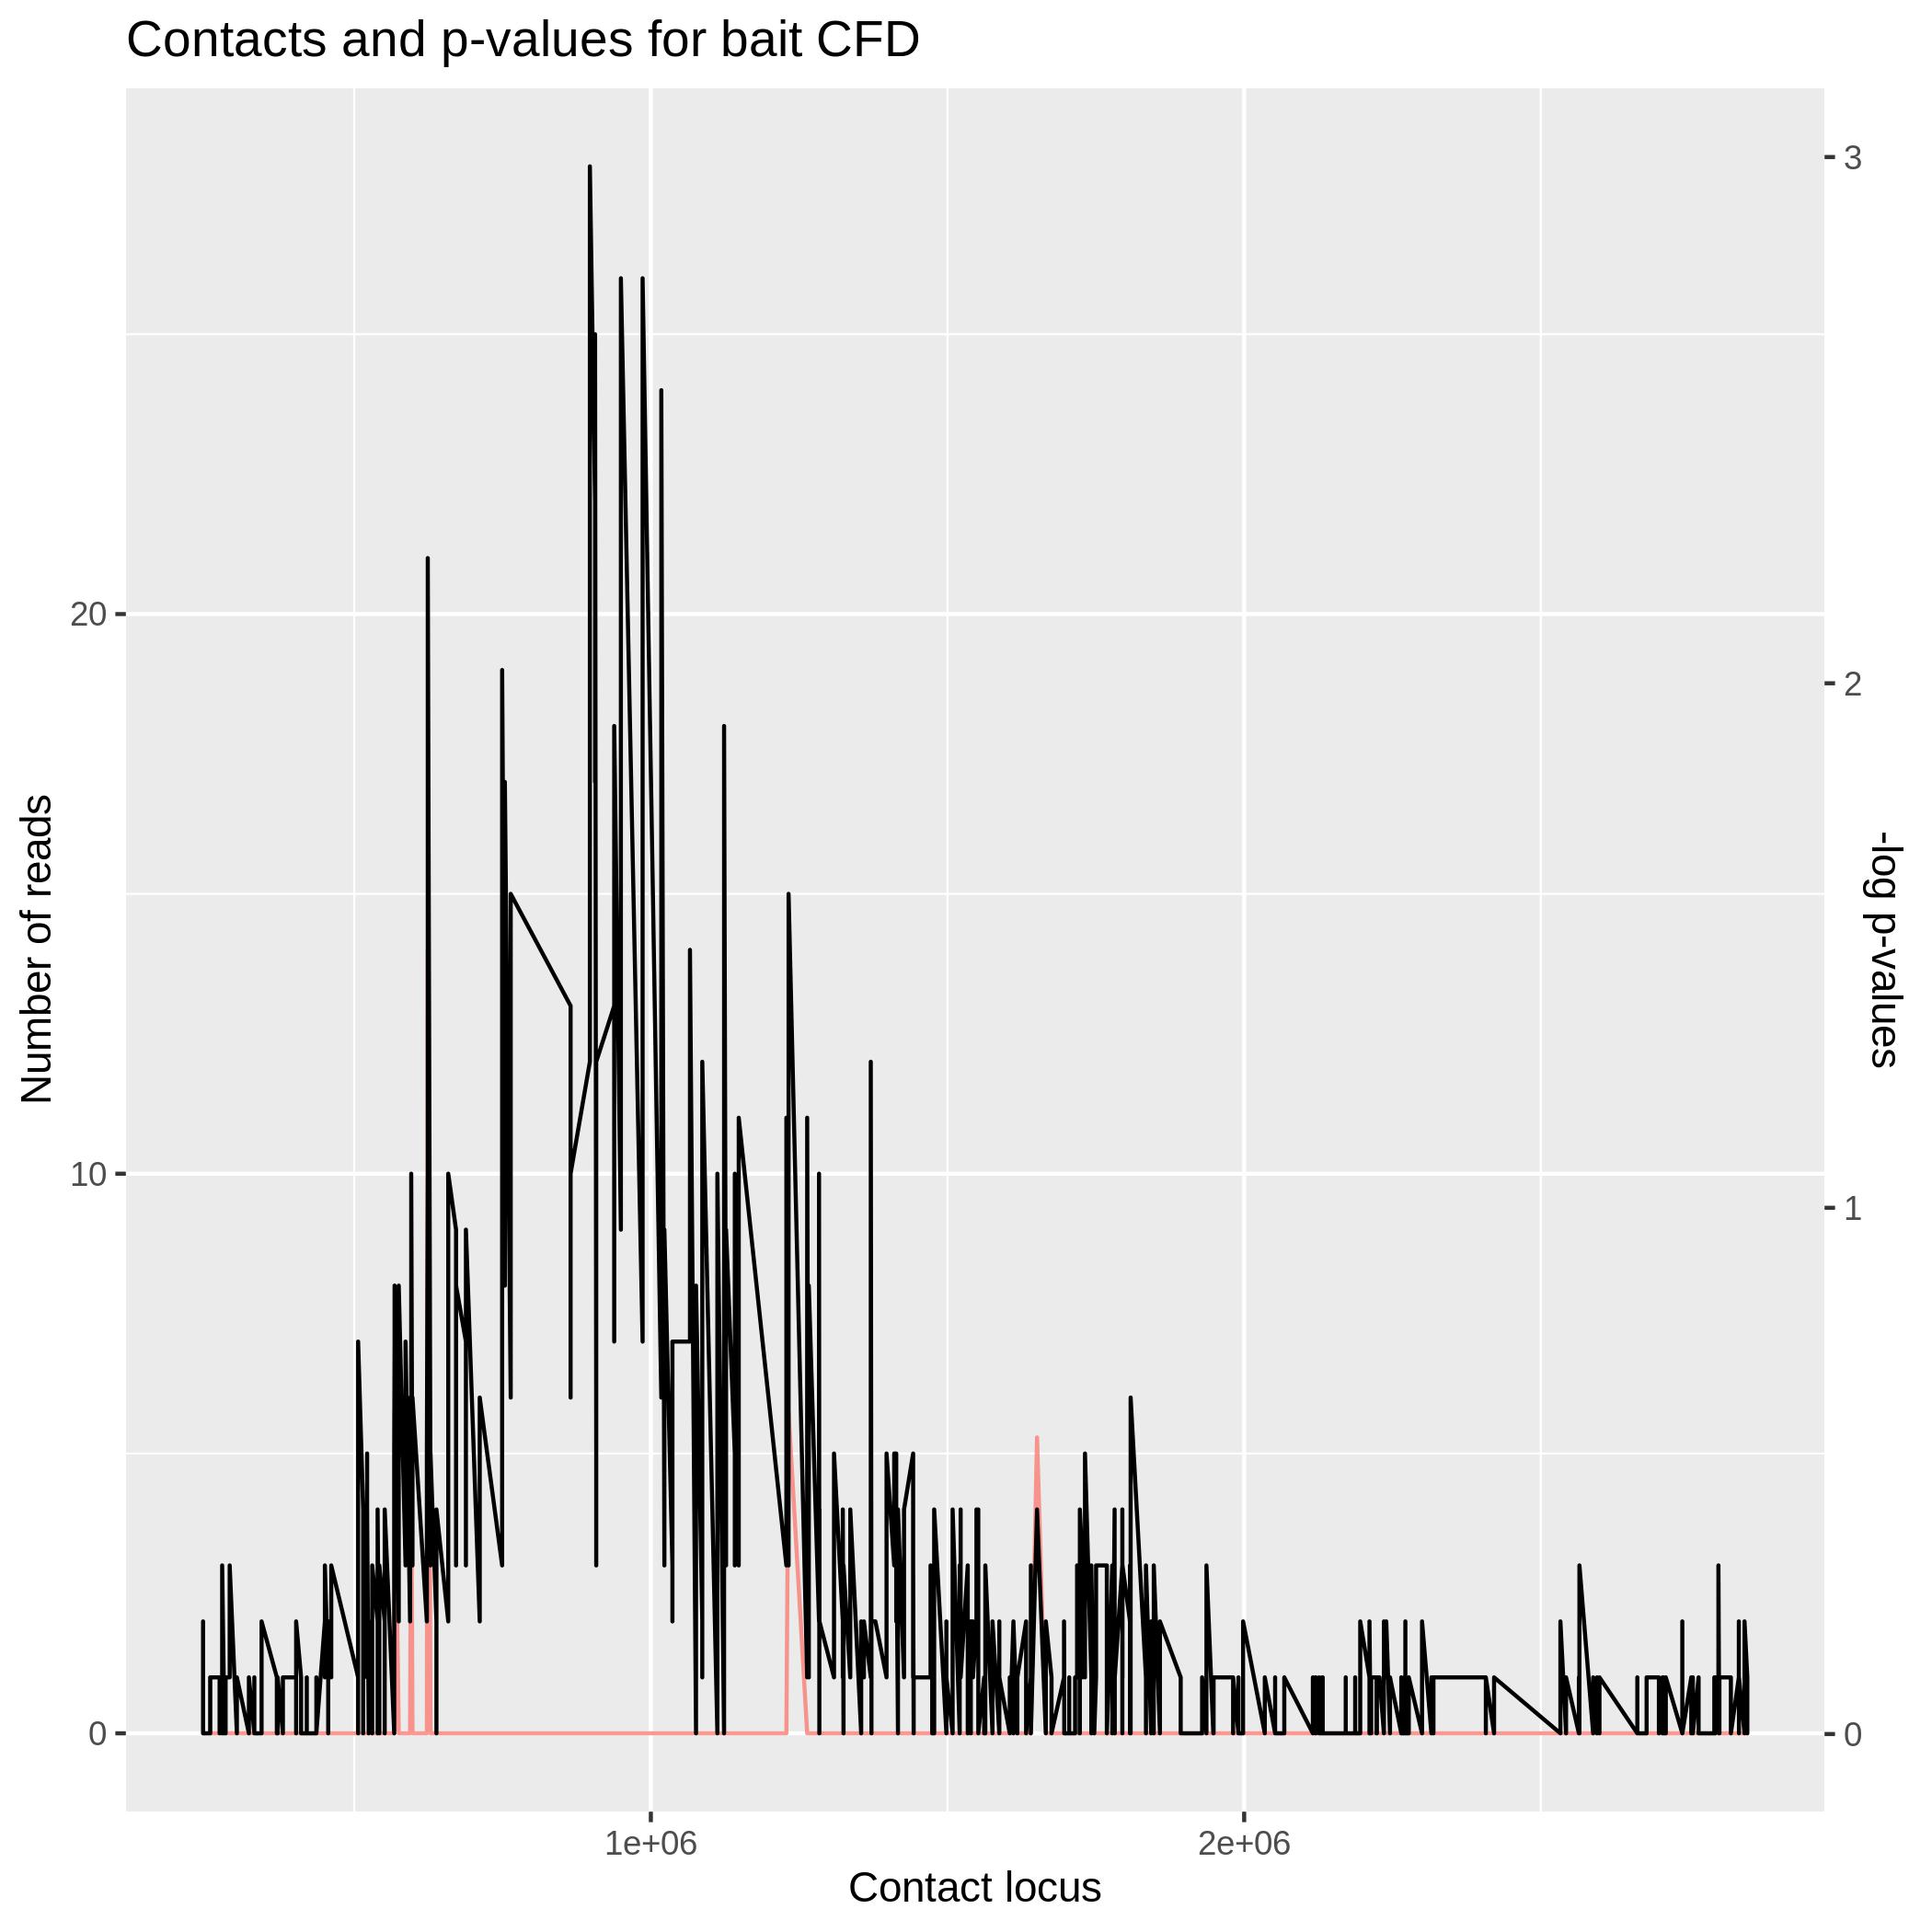 Contacts and p-values for bait CFD
3
20
2
Number of reads
-log p-values
10
1
0
0
1e+06
2e+06
Contact locus